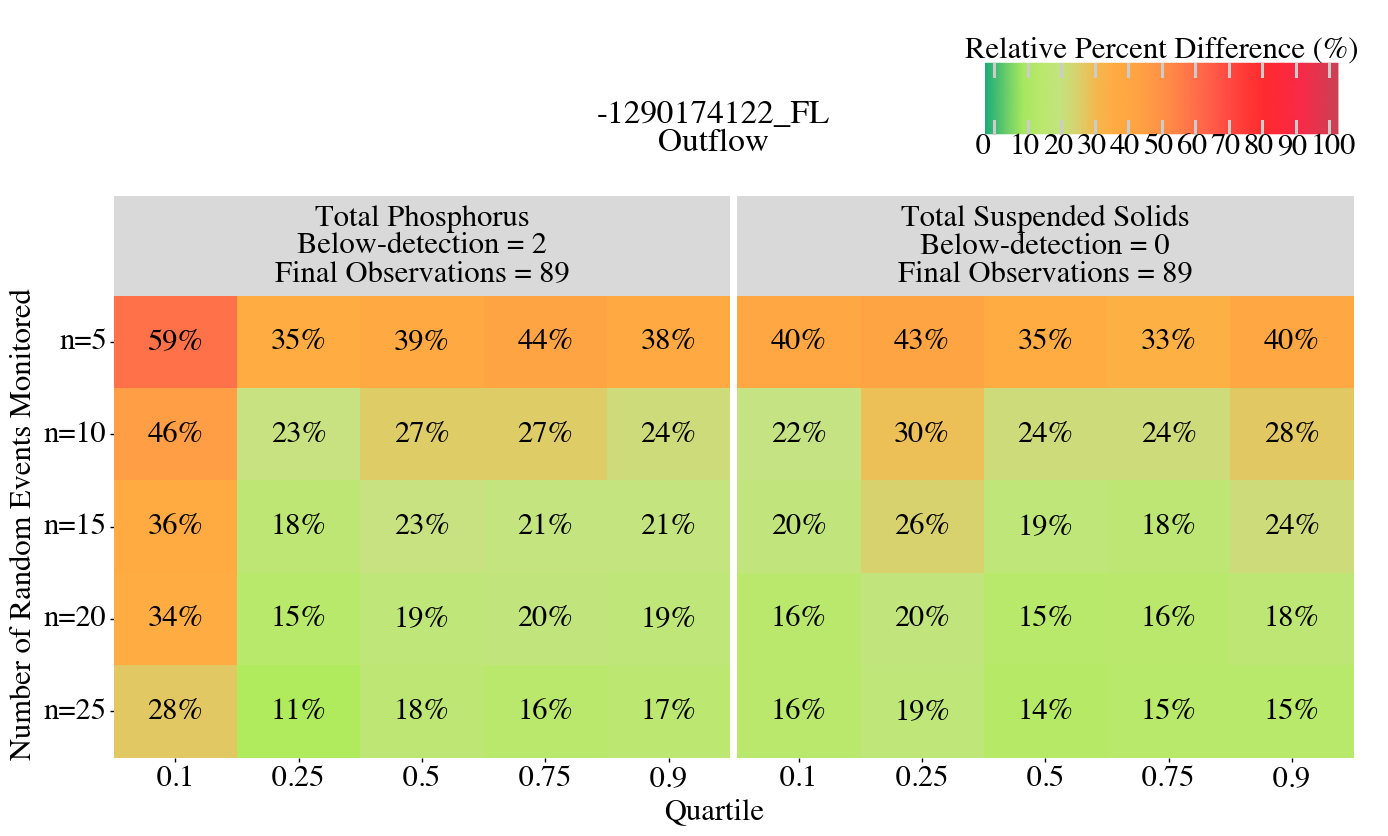 Relative Percent Difference (%)
0 10 20 30 40 50 60 70 80 90 100
-1290174122_FL
Outflow
Total Phosphorus
Below-detection = 2
Final Observations = 89
Total Suspended Solids
Below-detection = 0
Final Observations = 89
Number of Random Events Monitored
n=5 59% 35% 39% 44% 38% 40% 43% 35% 33% 40%
n=10 46% 23% 27% 27% 24% 22% 30% 24% 24% 28%
n=15 36% 18% 23% 21% 21% 20% 26% 19% 18% 24%
n=20 34% 15% 19% 20% 19% 16% 20% 15% 16% 18%
n=25 28% 11% 18% 16% 17% 16% 19% 14% 15% 15%
0.1 0.25 0.5 0.75 0.9 0.1 0.25 0.5 0.75 0.9
Quartile